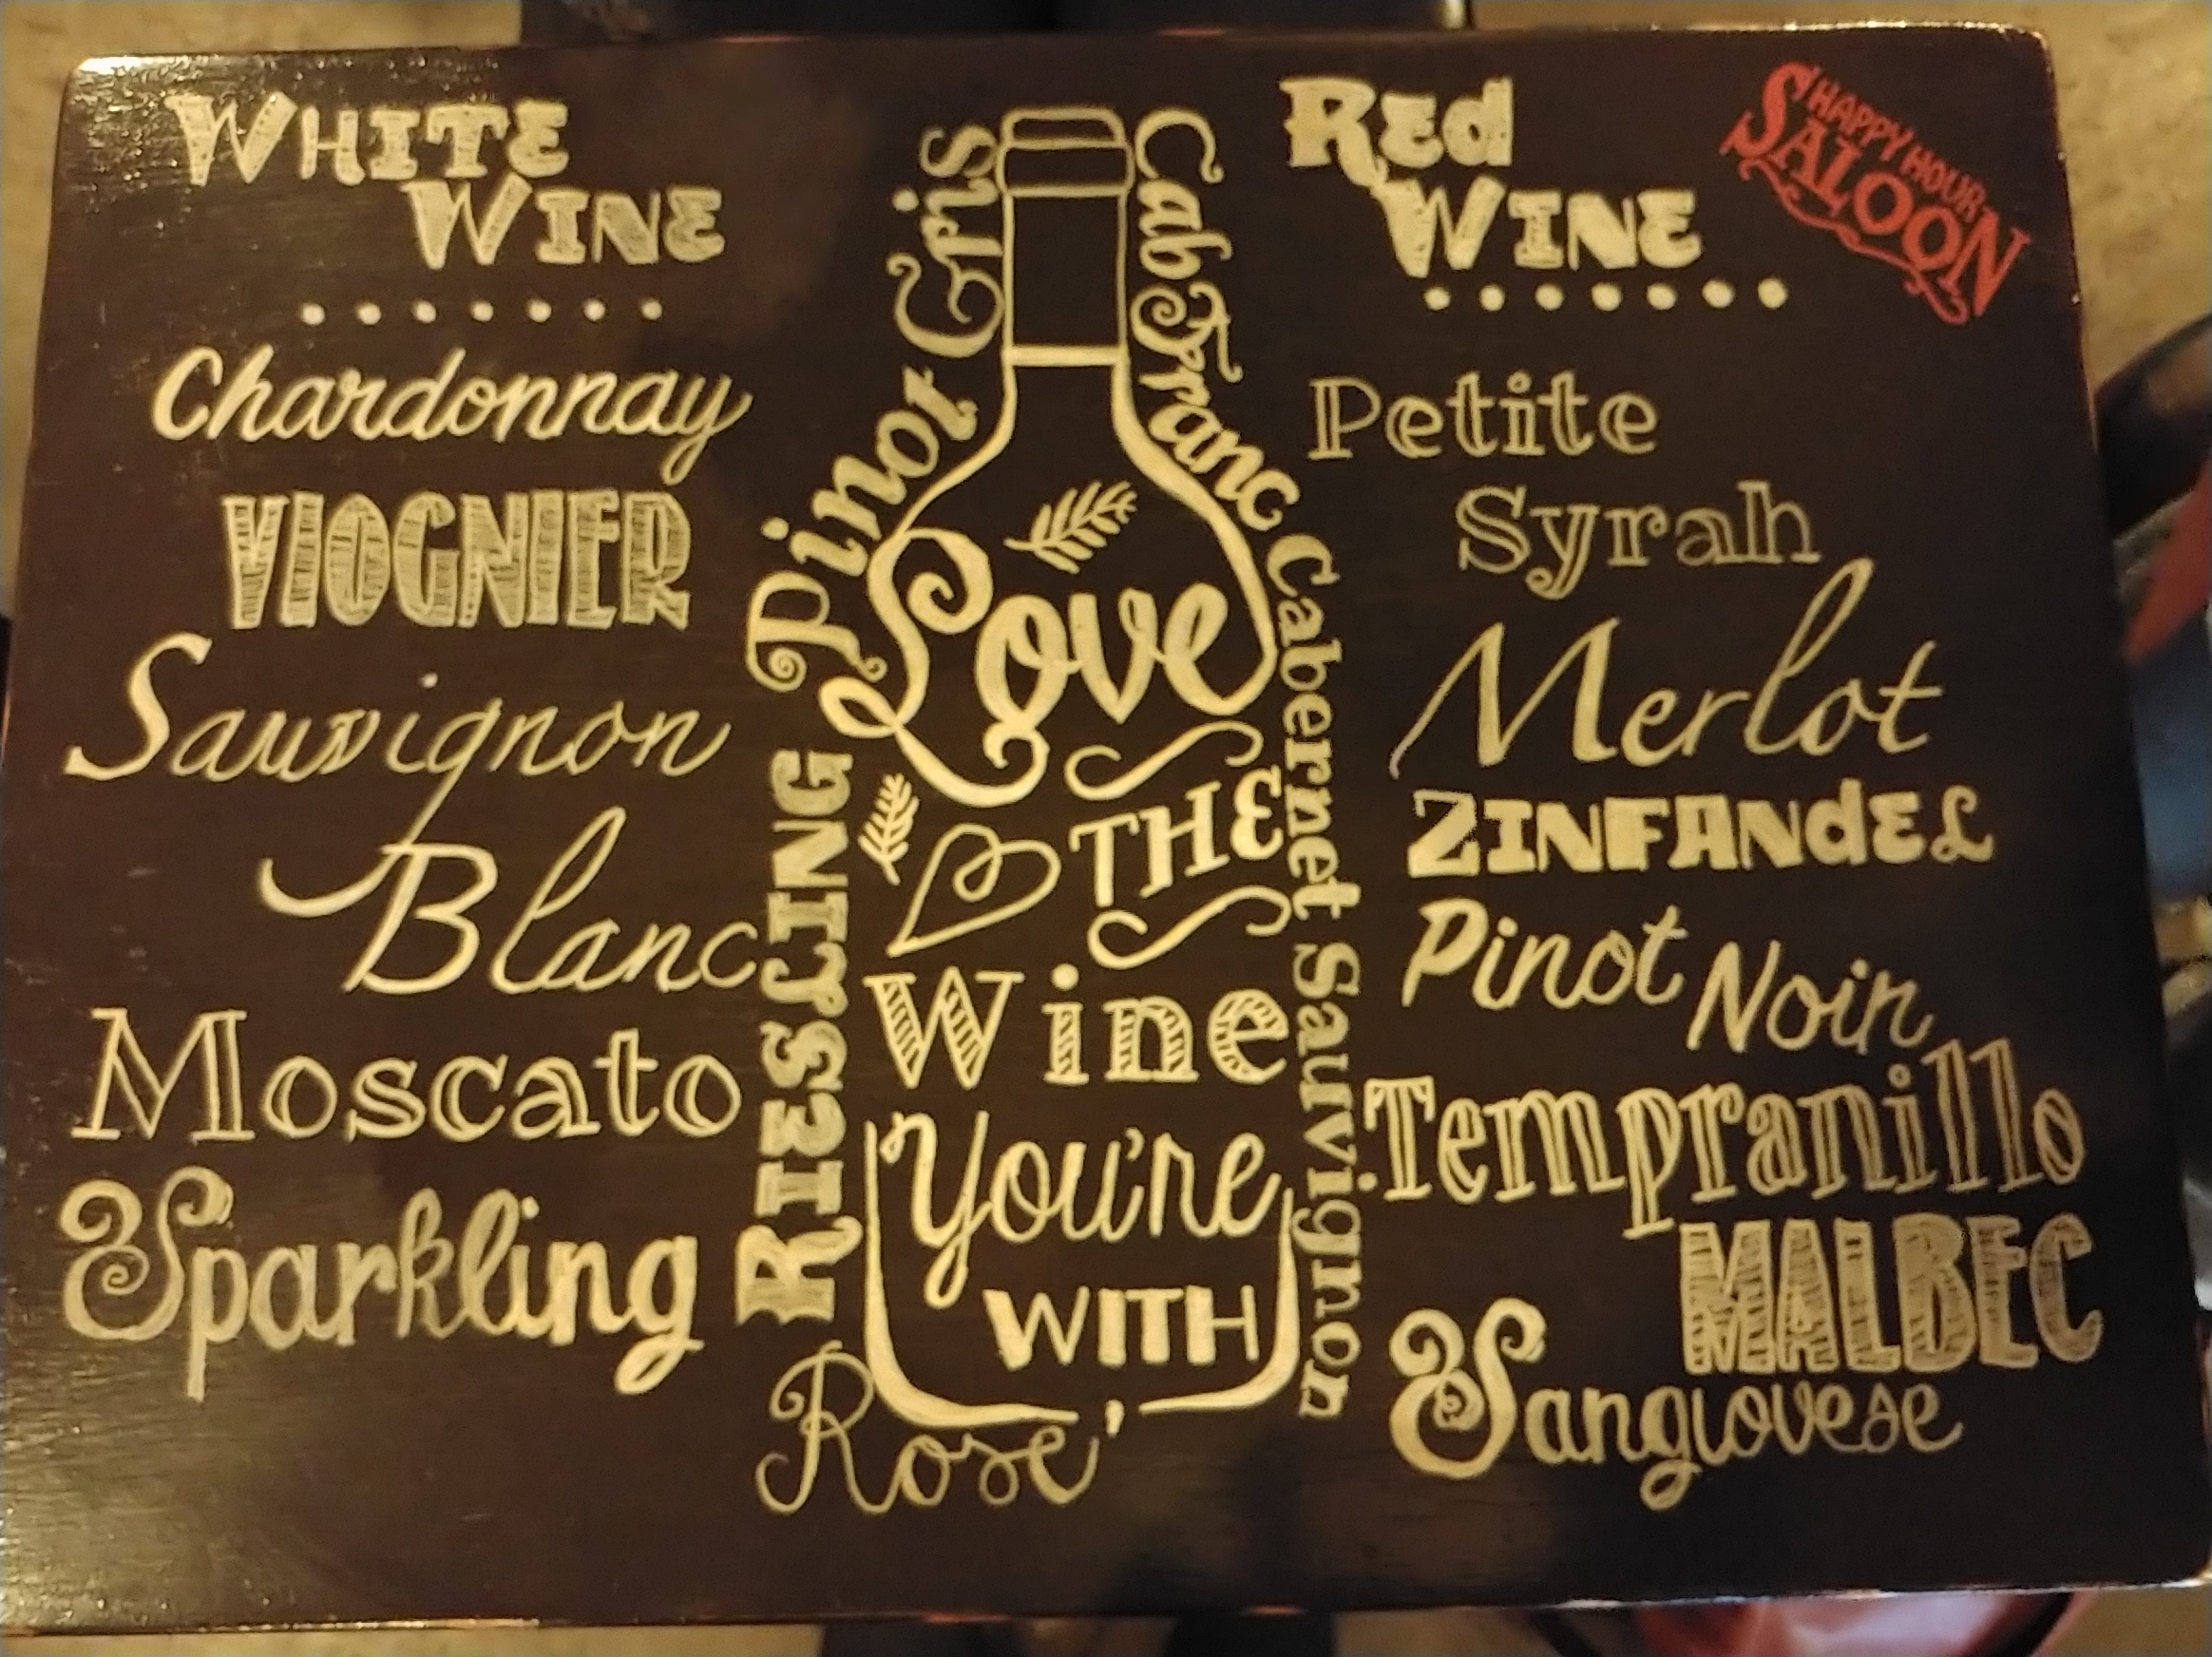 WHITE
WINE
Chardonnay
VIOGNIER
Sauvignon
Blanc
Moscato
Sparkling
Pinot Gris
RIESLING
Rose'
Love
THE
Wine
You're
WITH
Cab Franc
Cabernet Sauvignon
Red
WINE
Petite
Syrah
Merlot
ZINFANdEL
Pinot Noir
Tempranillo
MALBEC
Sangiovese
HAPPY HOUR
SALOON